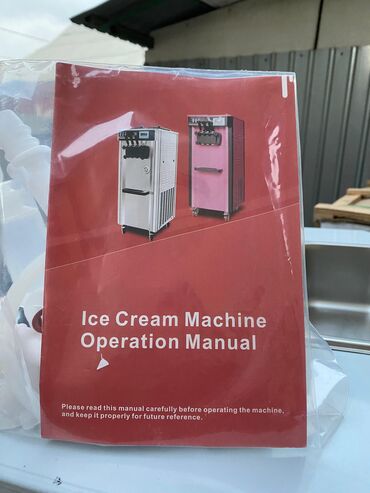 Ice Cream Machine
Operation Manual
Please read this manual carefully before operating the machine,
and keep it properly for future reference.